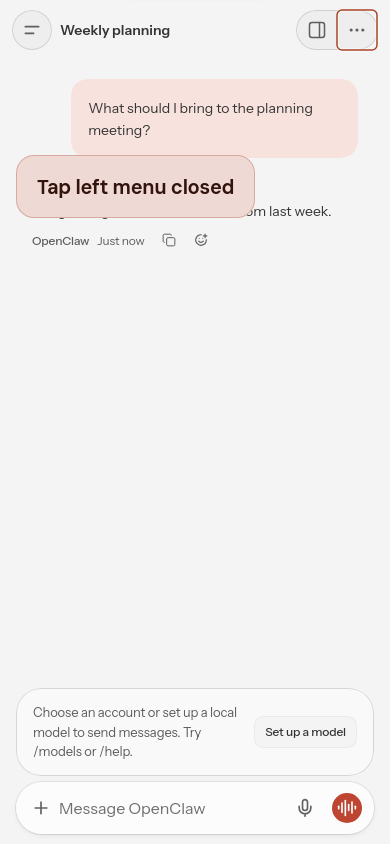 Weekly planning
What should I bring to the planning
meeting?
Tap left menu closed
from last week.
OpenClaw Just now
Choose an account or set up a local
model to send messages. Try
/models or /help.
Set up a model
Message OpenClaw